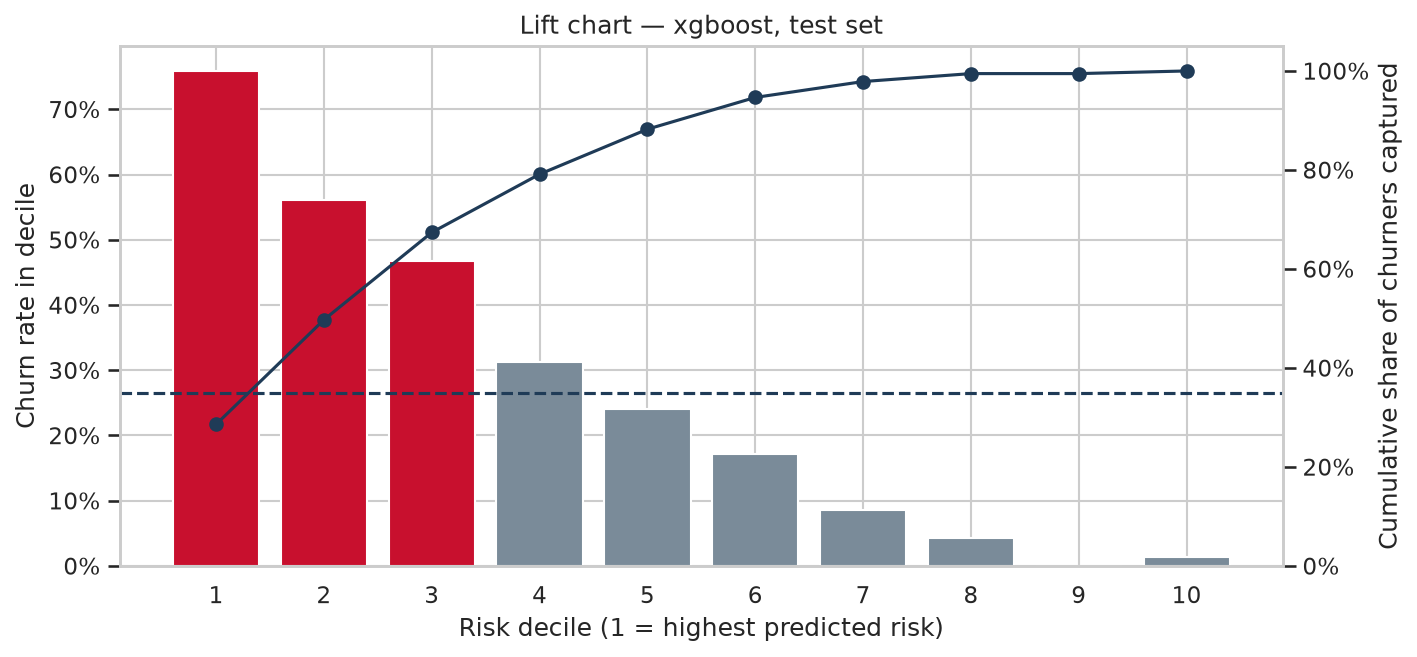 Lift chart — xgboost, test set
Churn rate in decile
70%
60%
50%
40%
30%
20%
10%
0%
100%
80%
60%
40%
20%
0%
Cumulative share of churners captured
1 2 3 4 5 6 7 8 9 10
Risk decile (1 = highest predicted risk)